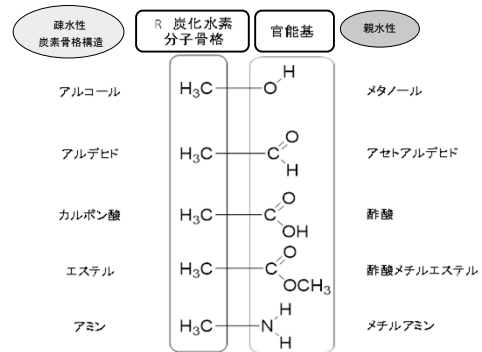 疎水性
炭素骨格構造
R 炭化水素
分子骨格
官能基
親水性
アルコール
H₃C
O
H
メタノール
アルデヒド
H₃C
C
O
H
アセトアルデヒド
カルボン酸
H₃C
C
O
OH
酢酸
エステル
H₃C
C
O
OCH₃
酢酸メチルエステル
アミン
H₃C
N
H
H
メチルアミン